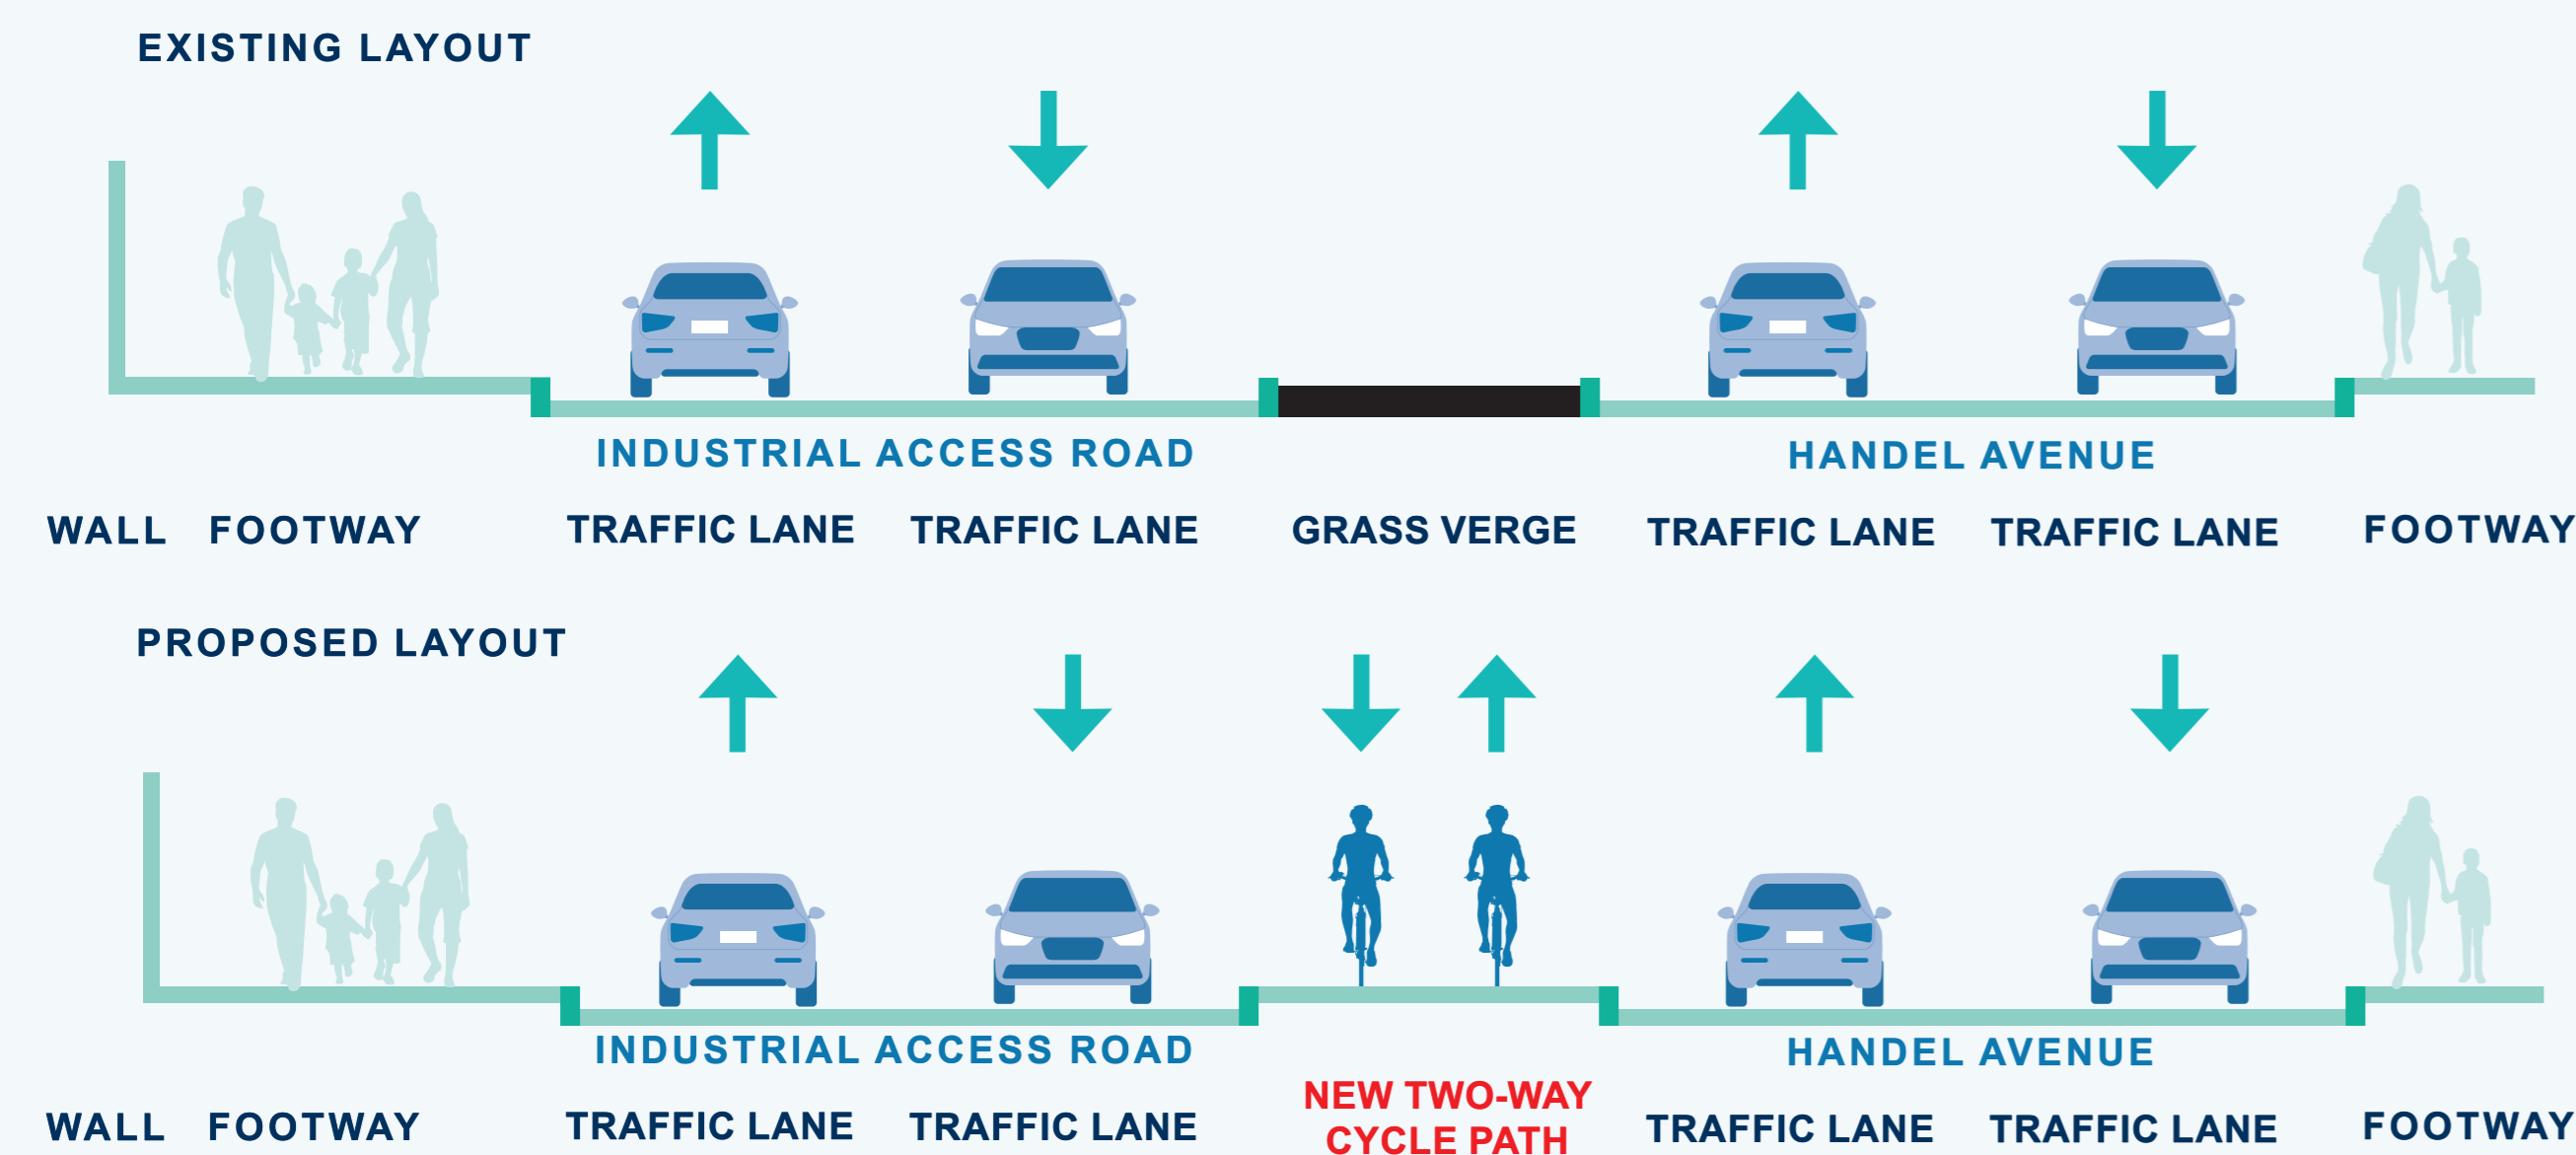 EXISTING LAYOUT
INDUSTRIAL ACCESS ROAD
HANDEL AVENUE
WALL FOOTWAY TRAFFIC LANE TRAFFIC LANE GRASS VERGE TRAFFIC LANE TRAFFIC LANE FOOTWAY
PROPOSED LAYOUT
INDUSTRIAL ACCESS ROAD
HANDEL AVENUE
WALL FOOTWAY TRAFFIC LANE TRAFFIC LANE
NEW TWO-WAY
CYCLE PATH
TRAFFIC LANE TRAFFIC LANE FOOTWAY